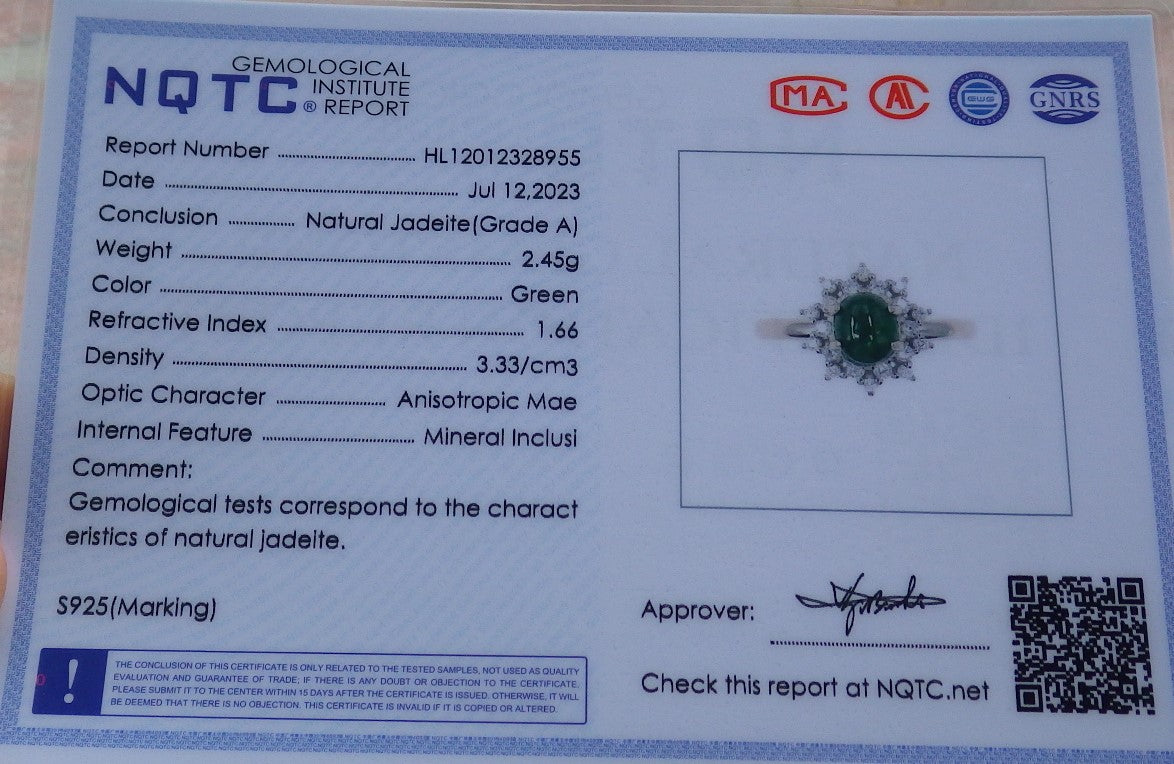 NQTC ® GEMOLOGICAL INSTITUTE REPORT
MA
GNRS
Report Number HL12012328955
Date Jul 12,2023
Conclusion Natural Jadeite(Grade A)
Weight 2.45g
Color Green
Refractive Index 1.66
Density 3.33/cm3
Optic Character Anisotropic Mae
Internal Feature Mineral Inclusi
Comment:
Gemological tests correspond to the charact
eristics of natural jadeite.
S925(Marking)
! THE CONCLUSION OF THIS CERTIFICATE IS ONLY RELATED TO THE TESTED SAMPLES, NOT USED AS QUALITY
EVALUATION AND GUARANTEE OF TRADE; IF THERE IS ANY DOUBT OR OBJECTION TO THE CERTIFICATE,
PLEASE SUBMIT IT TO THE CENTER WITHIN 15 DAYS AFTER THE CERTIFICATE IS ISSUED. OTHERWISE, IT WILL
BE DEEMED THAT THERE IS NO OBJECTION. THIS CERTIFICATE IS INVALID IF IT IS COPIED OR ALTERED.
Approver:
Check this report at NQTC.net